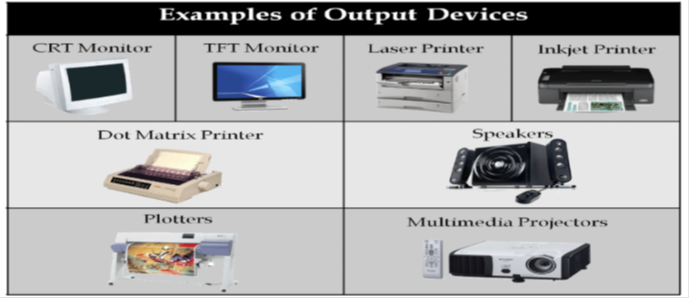 Examples of Output Devices
CRT Monitor
TFT Monitor
Laser Printer
Inkjet Printer
Dot Matrix Printer
Speakers
Plotters
Multimedia Projectors